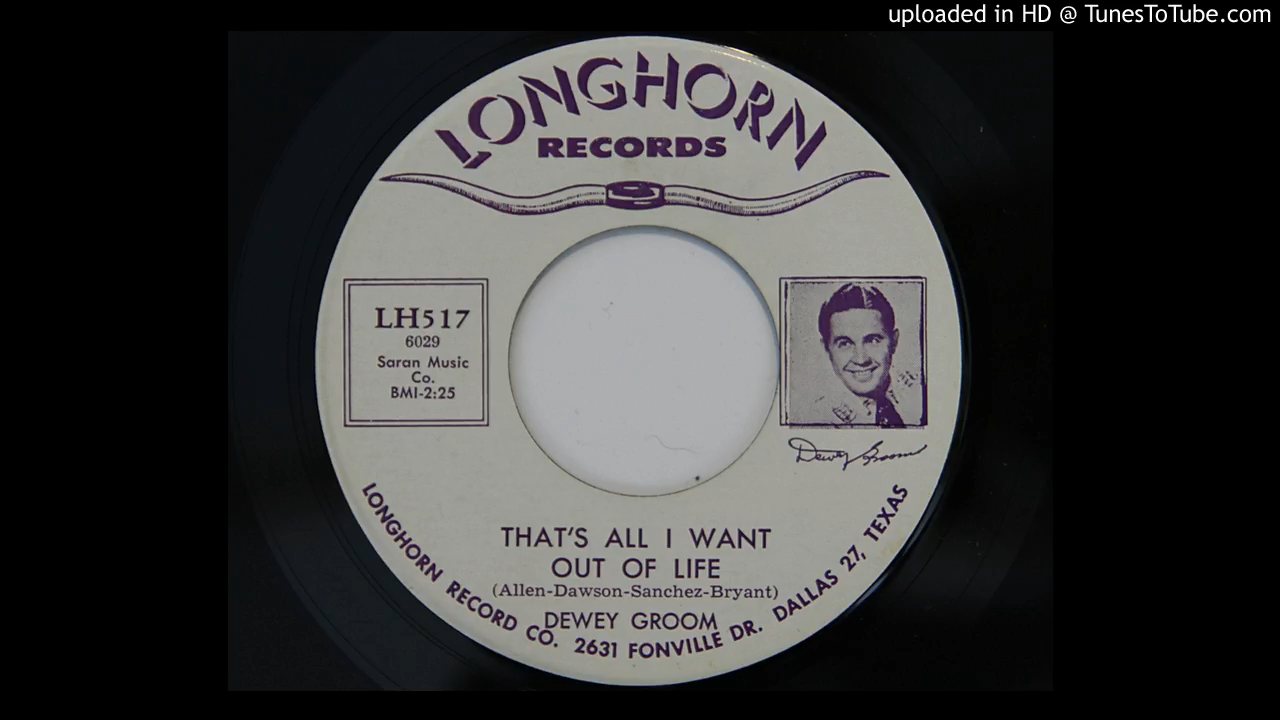 uploaded in HD @ TunesToTube.com
LONGHORN
RECORDS
LH517
6029
Saran Music
Co.
BMI-2:25
Dewey Groom
THAT'S ALL I WANT
OUT OF LIFE
(Allen-Dawson-Sanchez-Bryant)
DEWEY GROOM
LONGHORN RECORD CO. 2631 FONVILLE DR. DALLAS 27, TEXAS